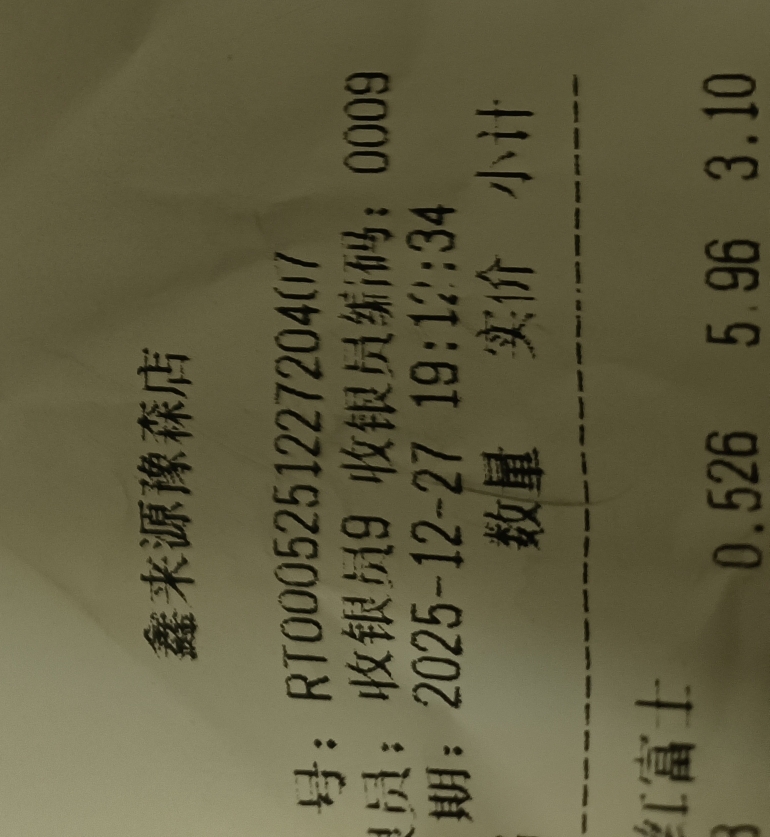 鑫来源豫森店
号: RT00052512272040​7
员: 收银员9 收银员编码: 0009
期: 2025-12-27 19:12:34
数量 实价 小计
红富士
0.526 5.96 3.10